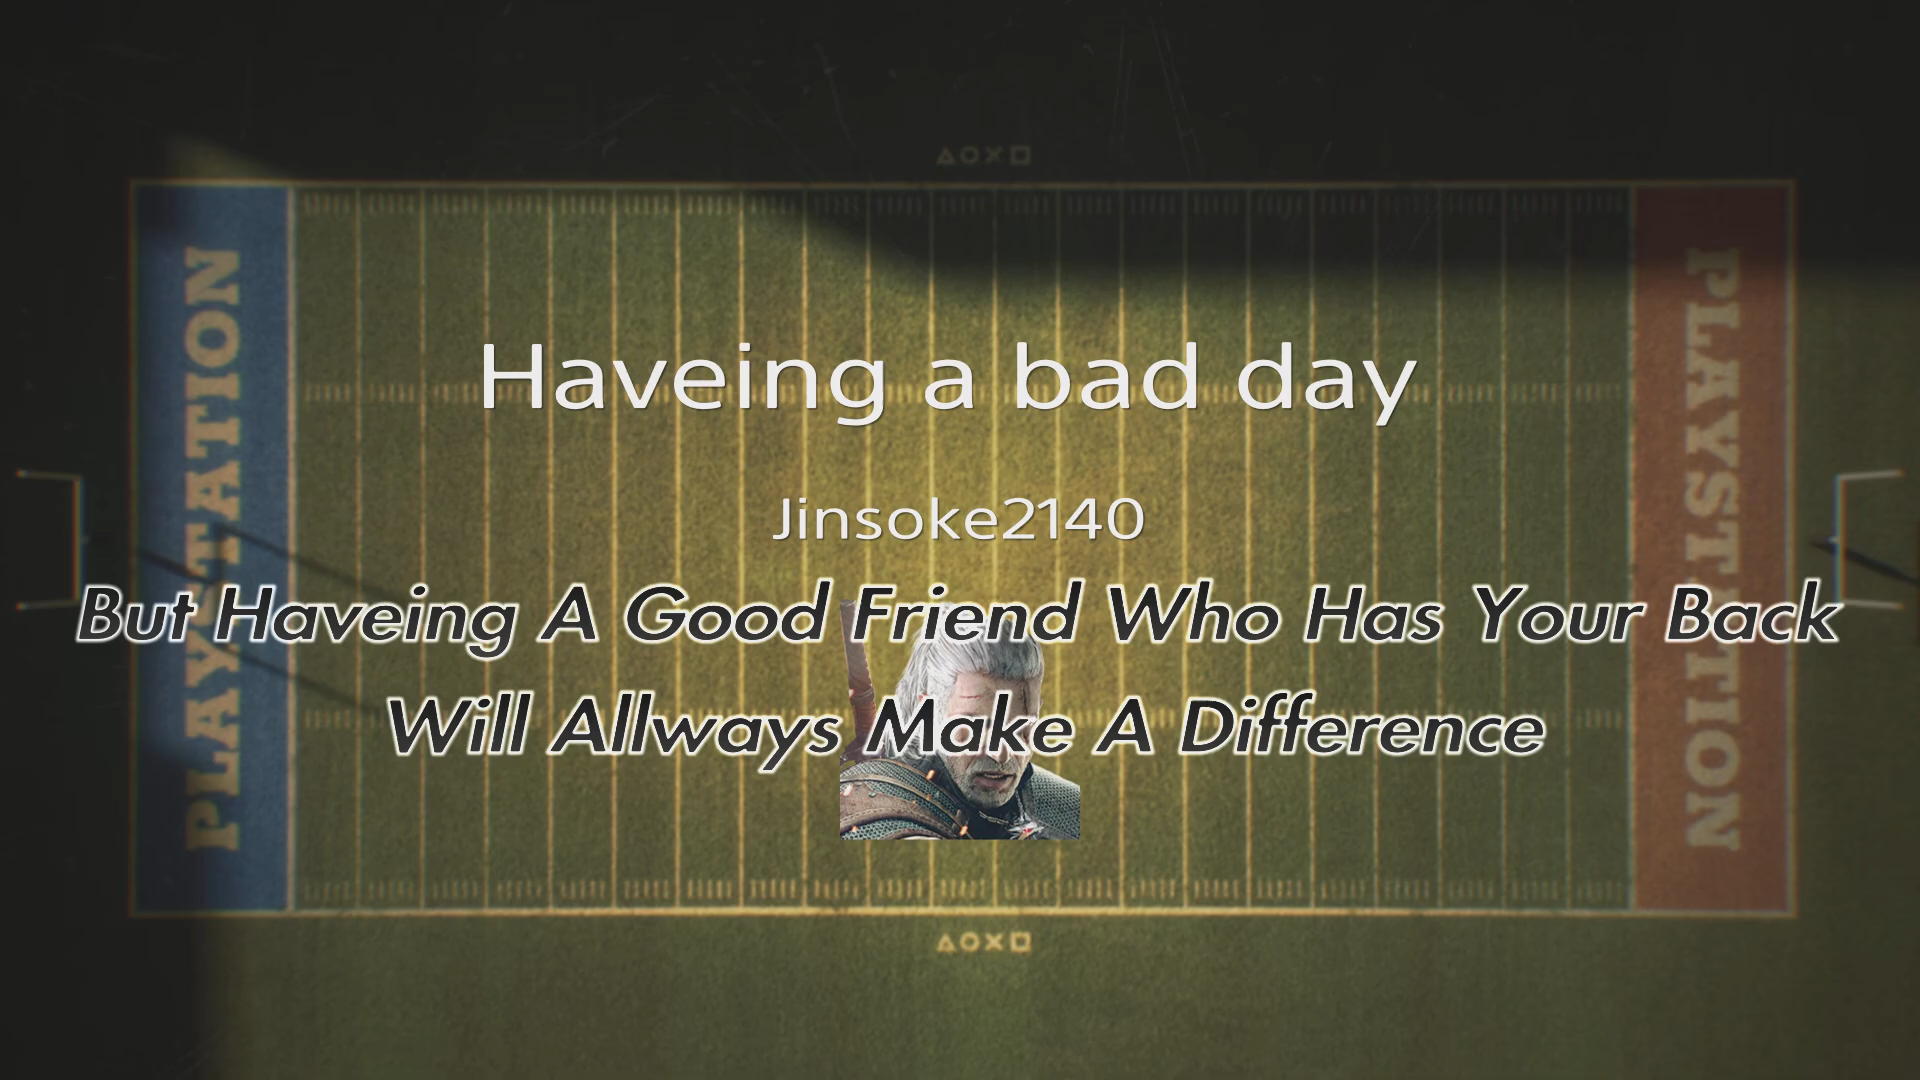 PLAYSTATION
PLAYSTATION
Haveing a bad day
Jinsoke2140
But Haveing A Good Friend Who Has Your Back
Will Allways Make A Difference